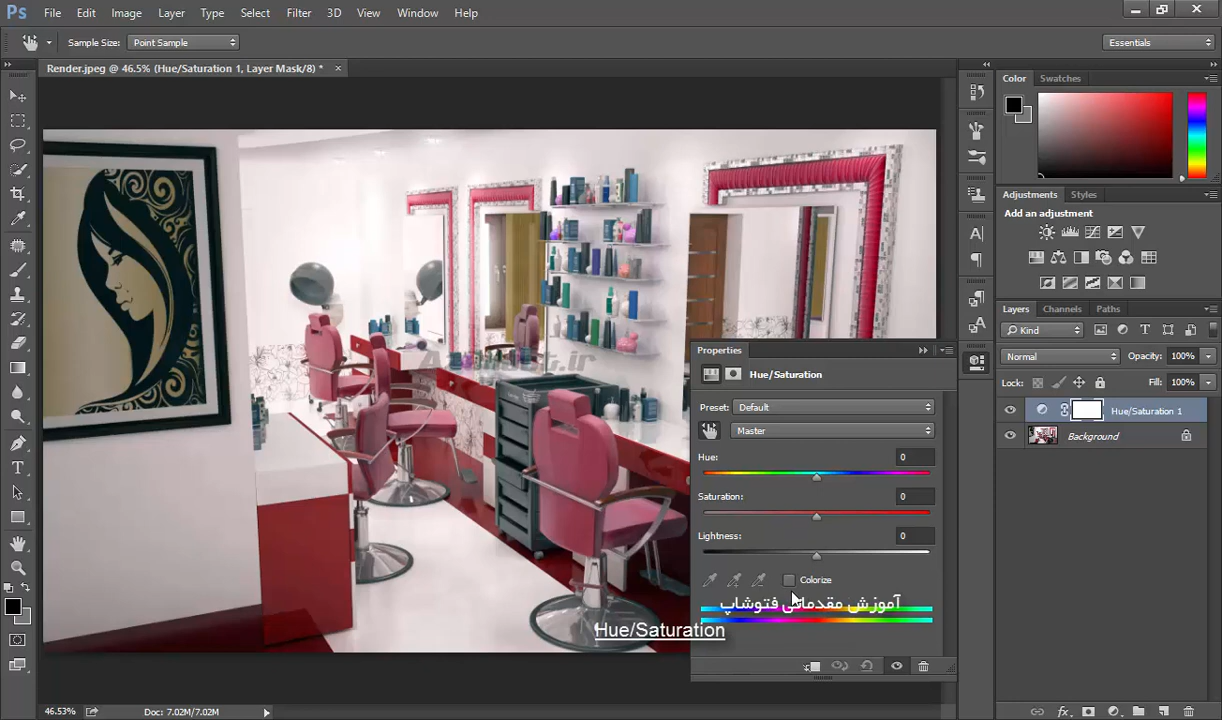 Ps File Edit Image Layer Type Select Filter 3D View Window Help
Sample Size: Point Sample
Essentials
Render.jpeg @ 46.5% (Hue/Saturation 1, Layer Mask/8) *
Color Swatches
Adjustments Styles
Add an adjustment
Layers Channels Paths
Kind
Normal Opacity: 100%
Lock: Fill: 100%
Hue/Saturation 1
Background
Properties
Hue/Saturation
Preset: Default
Master
Hue: 0
Saturation: 0
Lightness: 0
Colorize
آموزش مقدماتی فتوشاپ
Hue/Saturation
46.53% Doc: 7.02M/7.02M